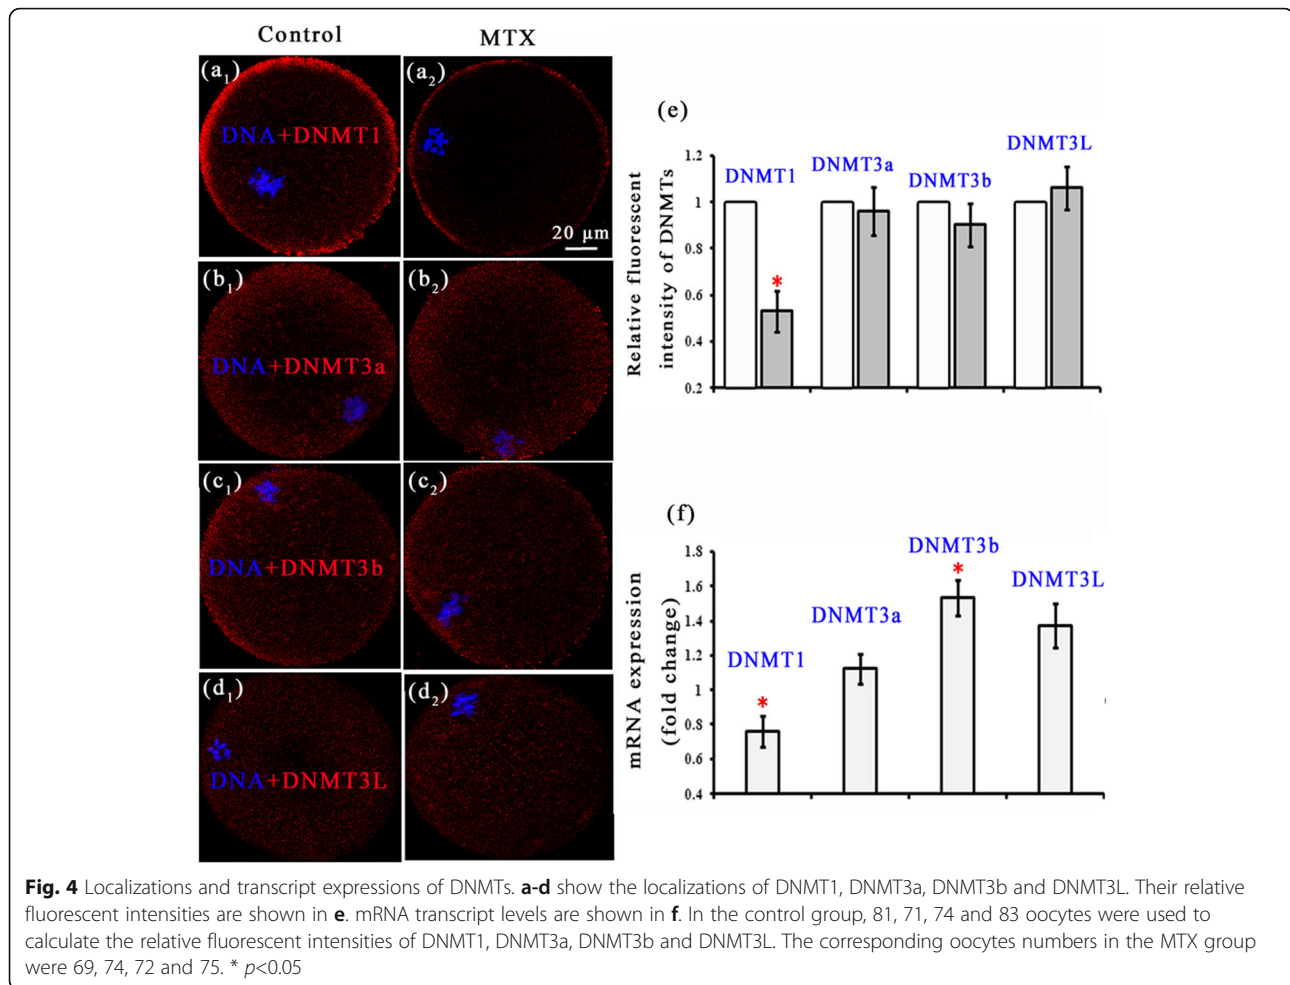 Control MTX
(a₁) (a₂)
DNA+DNMT1
20 µm
(b₁) (b₂)
DNA+DNMT3a
(c₁) (c₂)
DNA+DNMT3b
(d₁) (d₂)
DNA+DNMT3L
(e)
Relative fluorescent
intensity of DNMTs
1.2
1
0.8
0.6
0.4
0.2
DNMT1
*
DNMT3a
DNMT3b
DNMT3L
(f)
mRNA expression
(fold change)
1.8
1.6
1.4
1.2
1
0.8
0.6
0.4
DNMT1
*
DNMT3a
DNMT3b
*
DNMT3L
Fig. 4 Localizations and transcript expressions of DNMTs. a-d show the localizations of DNMT1, DNMT3a, DNMT3b and DNMT3L. Their relative
fluorescent intensities are shown in e. mRNA transcript levels are shown in f. In the control group, 81, 71, 74 and 83 oocytes were used to
calculate the relative fluorescent intensities of DNMT1, DNMT3a, DNMT3b and DNMT3L. The corresponding oocytes numbers in the MTX group
were 69, 74, 72 and 75. * p<0.05